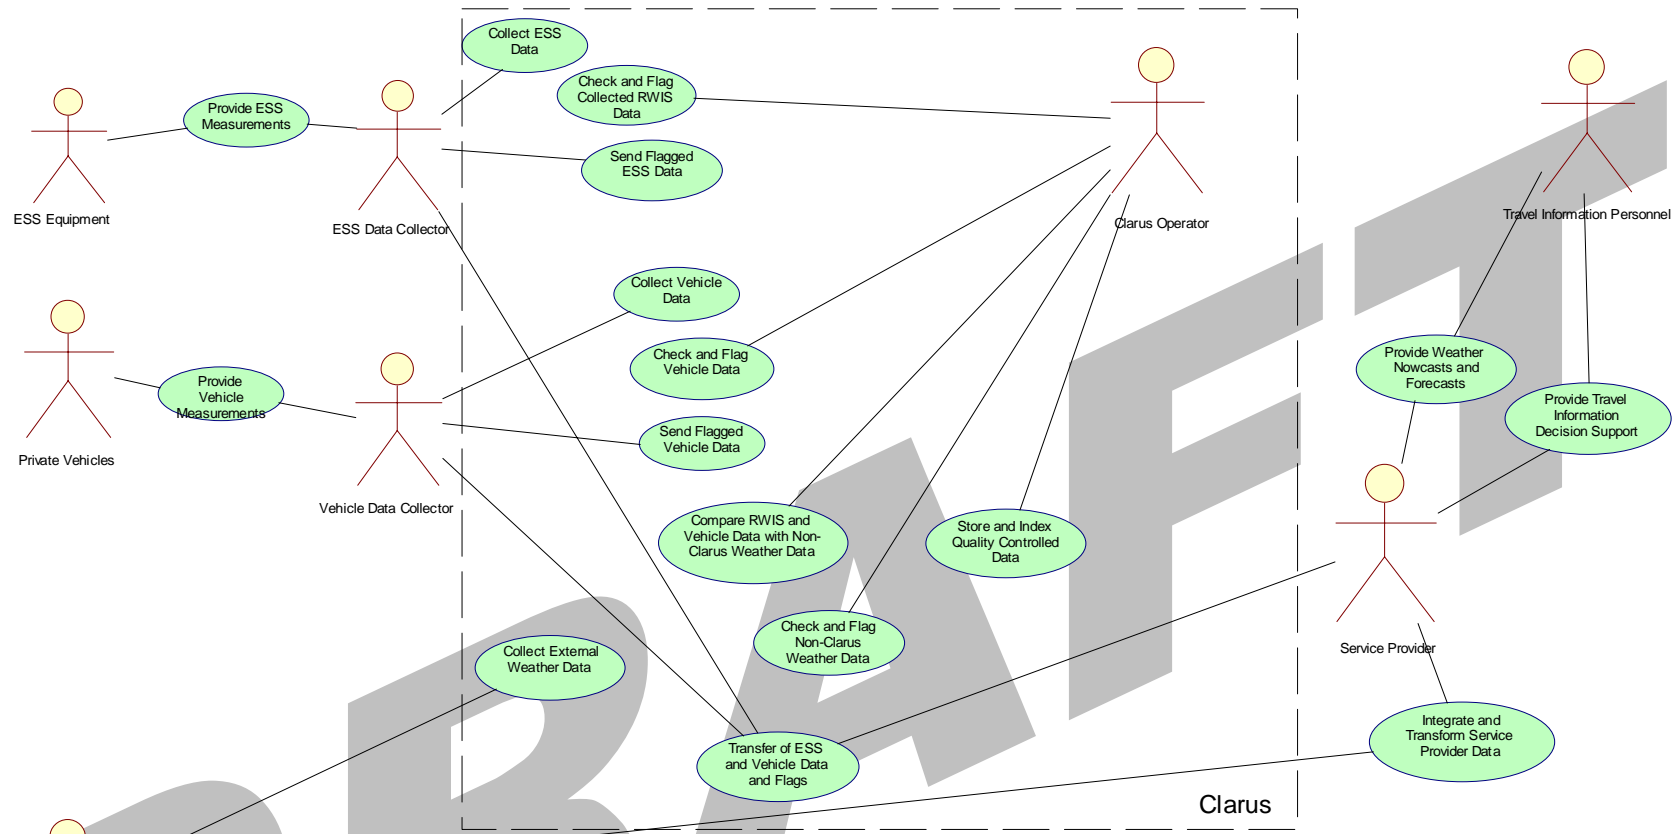 Collect ESS
Data
Check and Flag
Collected RWIS
Data
Provide ESS
Measurements
Send Flagged
ESS Data
ESS Equipment
ESS Data Collector
Clarus Operator
Travel Information Personnel
Collect Vehicle
Data
Check and Flag
Vehicle Data
Provide
Vehicle
Measurements
Send Flagged
Vehicle Data
Private Vehicles
Vehicle Data Collector
Provide Weather
Nowcasts and
Forecasts
Provide Travel
Information
Decision Support
Compare RWIS and
Vehicle Data with Non-
Clarus Weather Data
Store and Index
Quality Controlled
Data
Check and Flag
Non-Clarus
Weather Data
Collect External
Weather Data
Service Provider
Transfer of ESS
and Vehicle Data
and Flags
Integrate and
Transform Service
Provider Data
Clarus
DRAFT